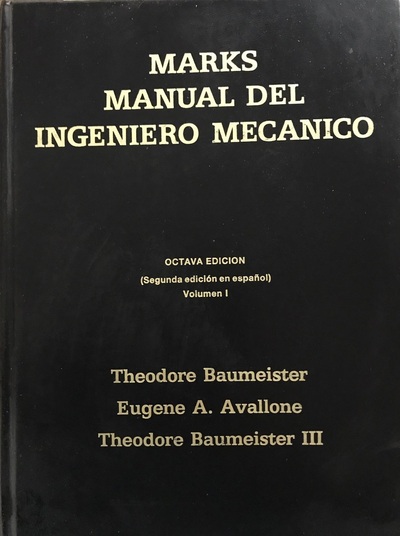 MARKS
MANUAL DEL
INGENIERO MECANICO
OCTAVA EDICION
(Segunda edición en español)
Volumen I
Theodore Baumeister
Eugene A. Avallone
Theodore Baumeister III